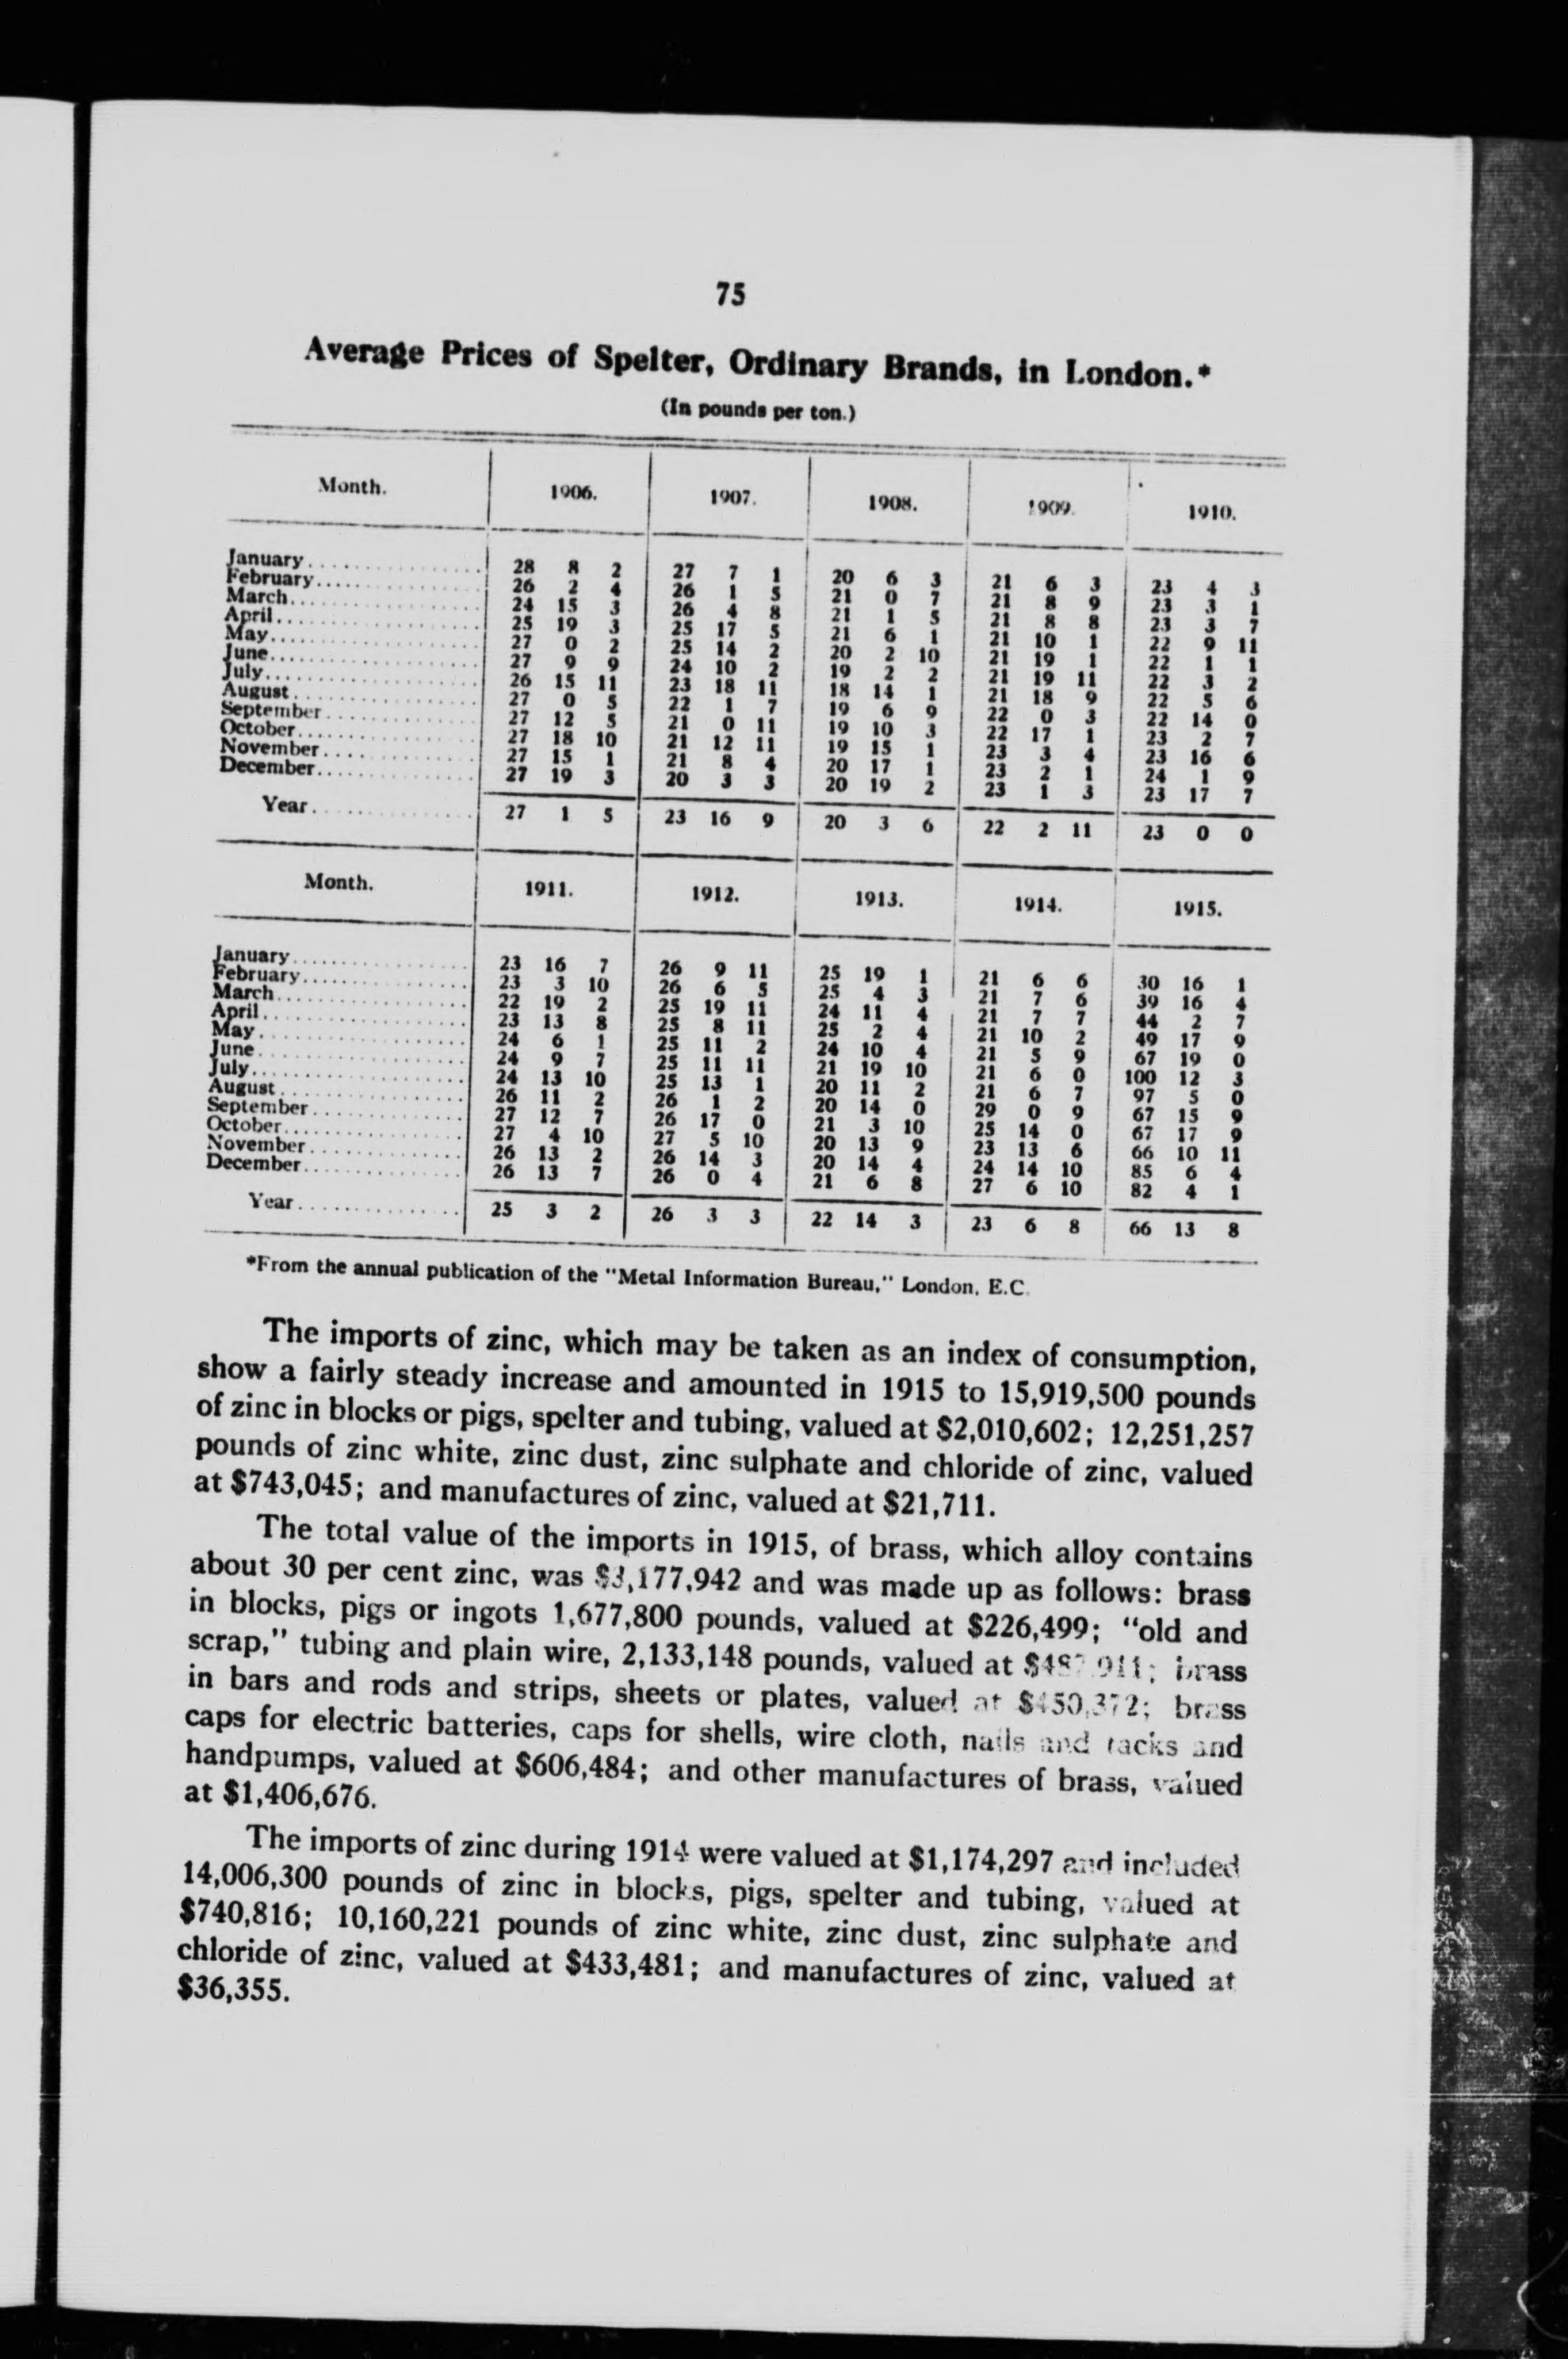 75
Average Prices of Spelter, Ordinary Brands, in London.*
(In pounds per ton.)
Month. 1906. 1907. 1908. 1909. 1910.
January 28 8 2 27 7 1 20 6 3 21 6 3 23 4 3
February 26 2 4 26 1 5 21 0 7 21 8 9 23 3 1
March 24 15 3 26 4 8 21 1 5 21 8 8 23 3 7
April 25 19 3 25 17 5 21 6 1 21 10 1 22 9 11
May 27 0 2 25 14 2 20 2 10 21 19 1 22 1 1
June 27 9 9 24 10 2 19 2 2 21 19 11 22 3 2
July 26 15 11 23 18 11 18 14 1 21 18 9 22 5 6
August 27 0 5 22 1 7 19 6 9 22 0 3 22 14 0
September 27 12 5 21 0 11 19 10 3 22 17 1 23 2 7
October 27 18 10 21 12 11 19 15 1 23 3 4 23 16 6
November 27 15 1 21 8 4 20 17 1 23 2 1 24 1 9
December 27 19 3 20 3 3 20 19 2 23 1 3 23 17 7
Year 27 1 5 23 16 9 20 3 6 22 2 11 23 0 0
Month. 1911. 1912. 1913. 1914. 1915.
January 23 16 7 26 9 11 25 19 1 21 6 6 30 16 1
February 23 3 10 26 6 5 25 4 3 21 7 6 39 16 4
March 22 19 2 25 19 11 24 11 4 21 7 7 44 2 7
April 23 13 8 25 8 11 25 2 4 21 10 2 49 17 9
May 24 6 1 25 11 2 24 10 4 21 5 9 67 19 0
June 24 9 7 25 11 11 21 19 10 21 6 0 100 12 3
July 24 13 10 25 13 1 20 11 2 21 6 7 97 5 0
August 26 11 2 26 1 2 20 14 0 29 0 9 67 15 9
September 27 12 7 26 17 0 21 3 10 25 14 0 67 17 9
October 27 4 10 27 5 10 20 13 9 23 13 6 66 10 11
November 26 13 2 26 14 3 20 14 4 24 14 10 85 6 4
December 26 13 7 26 0 4 21 6 8 27 6 10 82 4 1
Year 25 3 2 26 3 3 22 14 3 23 6 8 66 13 8
*From the annual publication of the "Metal Information Bureau," London, E.C.
The imports of zinc, which may be taken as an index of consumption,
show a fairly steady increase and amounted in 1915 to 15,919,500 pounds
of zinc in blocks or pigs, spelter and tubing, valued at $2,010,602; 12,251,257
pounds of zinc white, zinc dust, zinc sulphate and chloride of zinc, valued
at $743,045; and manufactures of zinc, valued at $21,711.
The total value of the imports in 1915, of brass, which alloy contains
about 30 per cent zinc, was $3,177,942 and was made up as follows: brass
in blocks, pigs or ingots 1,677,800 pounds, valued at $226,499; "old and
scrap," tubing and plain wire, 2,133,148 pounds, valued at brass
in bars and rods and strips, sheets or plates, valued at $450,372; brass
caps for electric batteries, caps for shells, wire cloth, nails and tacks and
handpumps, valued at $606,484; and other manufactures of brass, valued
at $1,406,676.
The imports of zinc during 1914 were valued at $1,174,297 and included
14,006,300 pounds of zinc in blocks, pigs, spelter and tubing, valued at
$740,816; 10,160,221 pounds of zinc white, zinc dust, zinc sulphate and
chloride of zinc, valued at $433,481; and manufactures of zinc, valued at
$36,355.